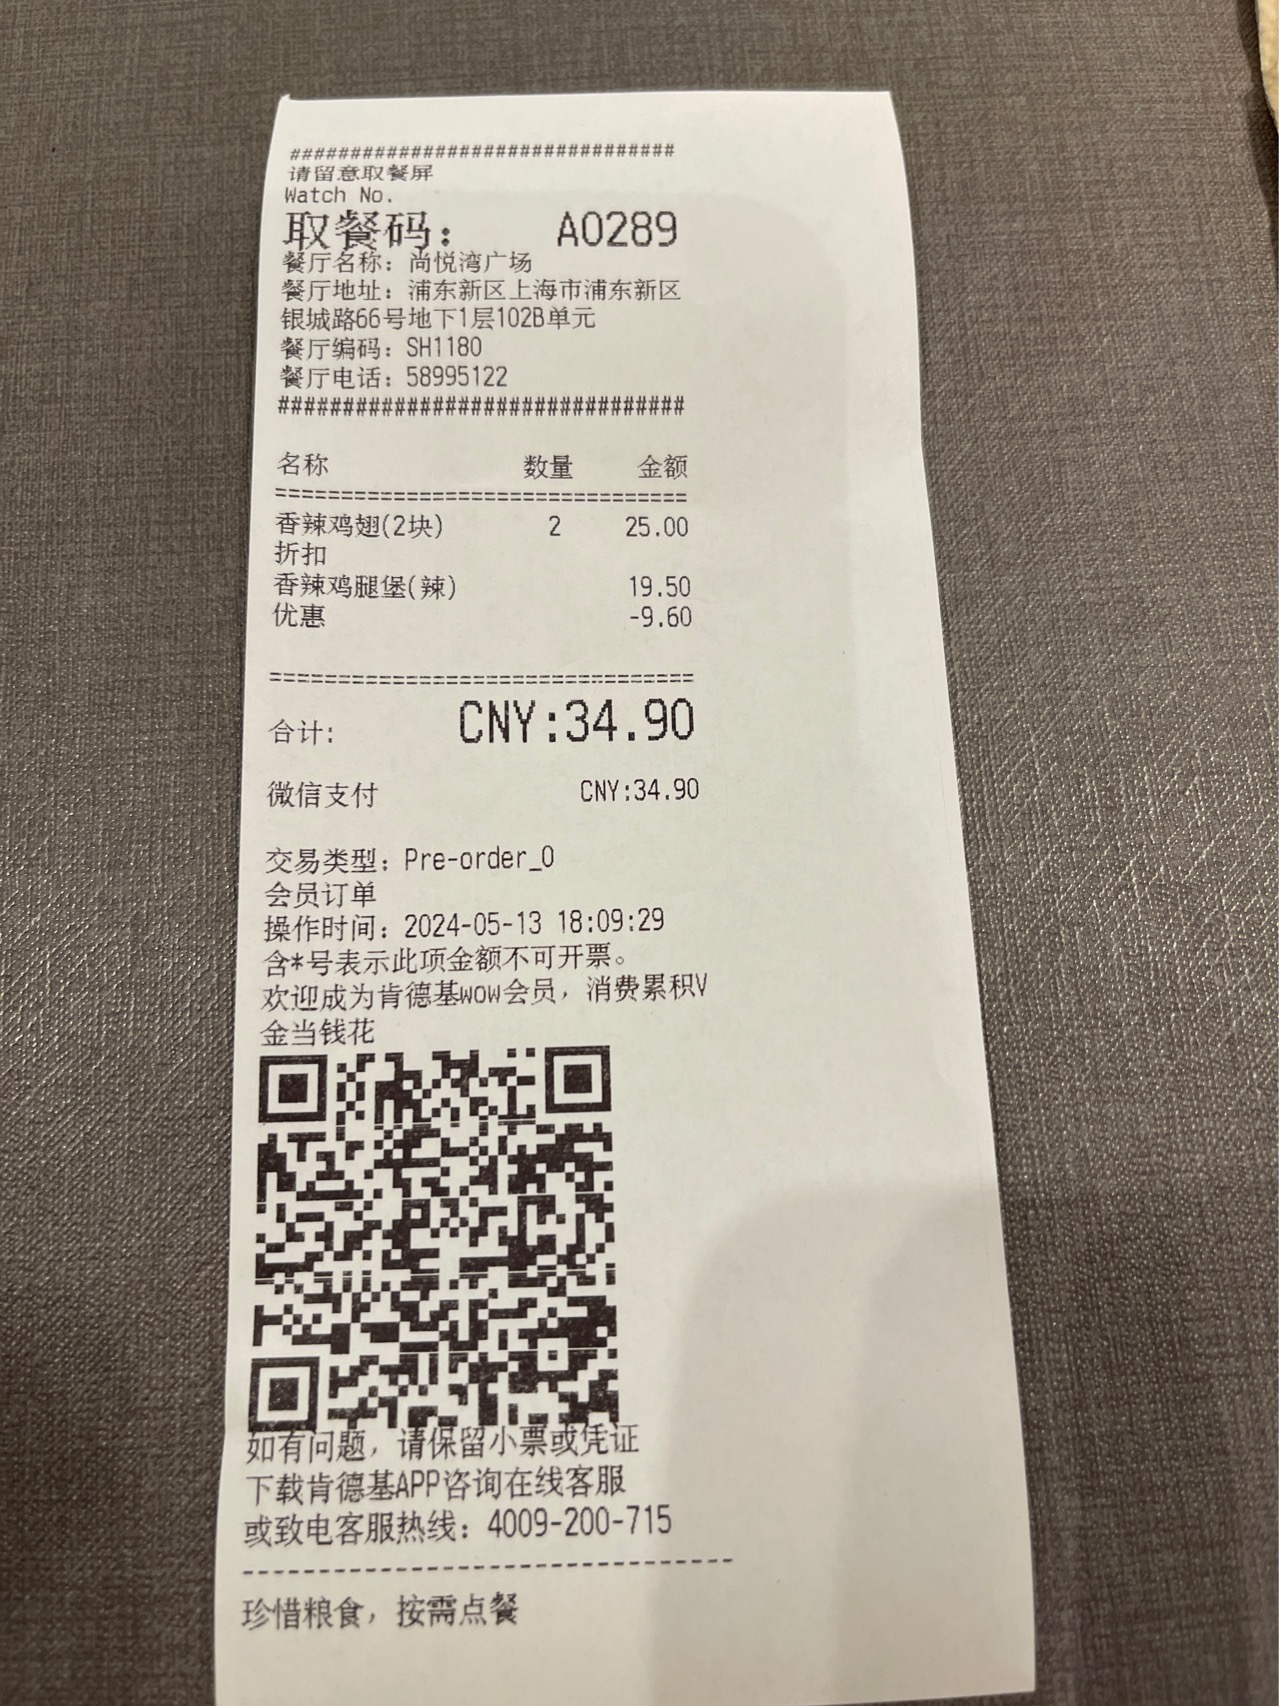 ################################
请留意取餐屏
Watch No.
取餐码： A0289
餐厅名称：尚悦湾广场
餐厅地址：浦东新区上海市浦东新区
银城路66号地下1层102B单元
餐厅编码：SH1180
餐厅电话：58995122
################################
名称 数量 金额
================================
香辣鸡翅(2块) 2 25.00
折扣
香辣鸡腿堡(辣) 19.50
优惠 -9.60
================================
合计: CNY:34.90
微信支付 CNY:34.90
交易类型：Pre-order_0
会员订单
操作时间：2024-05-13 18:09:29
含*号表示此项金额不可开票。
欢迎成为肯德基WOW会员，消费累积V
金当钱花
如有问题，请保留小票或凭证
下载肯德基APP咨询在线客服
或致电客服热线：4009-200-715
--------------------------------
珍惜粮食，按需点餐